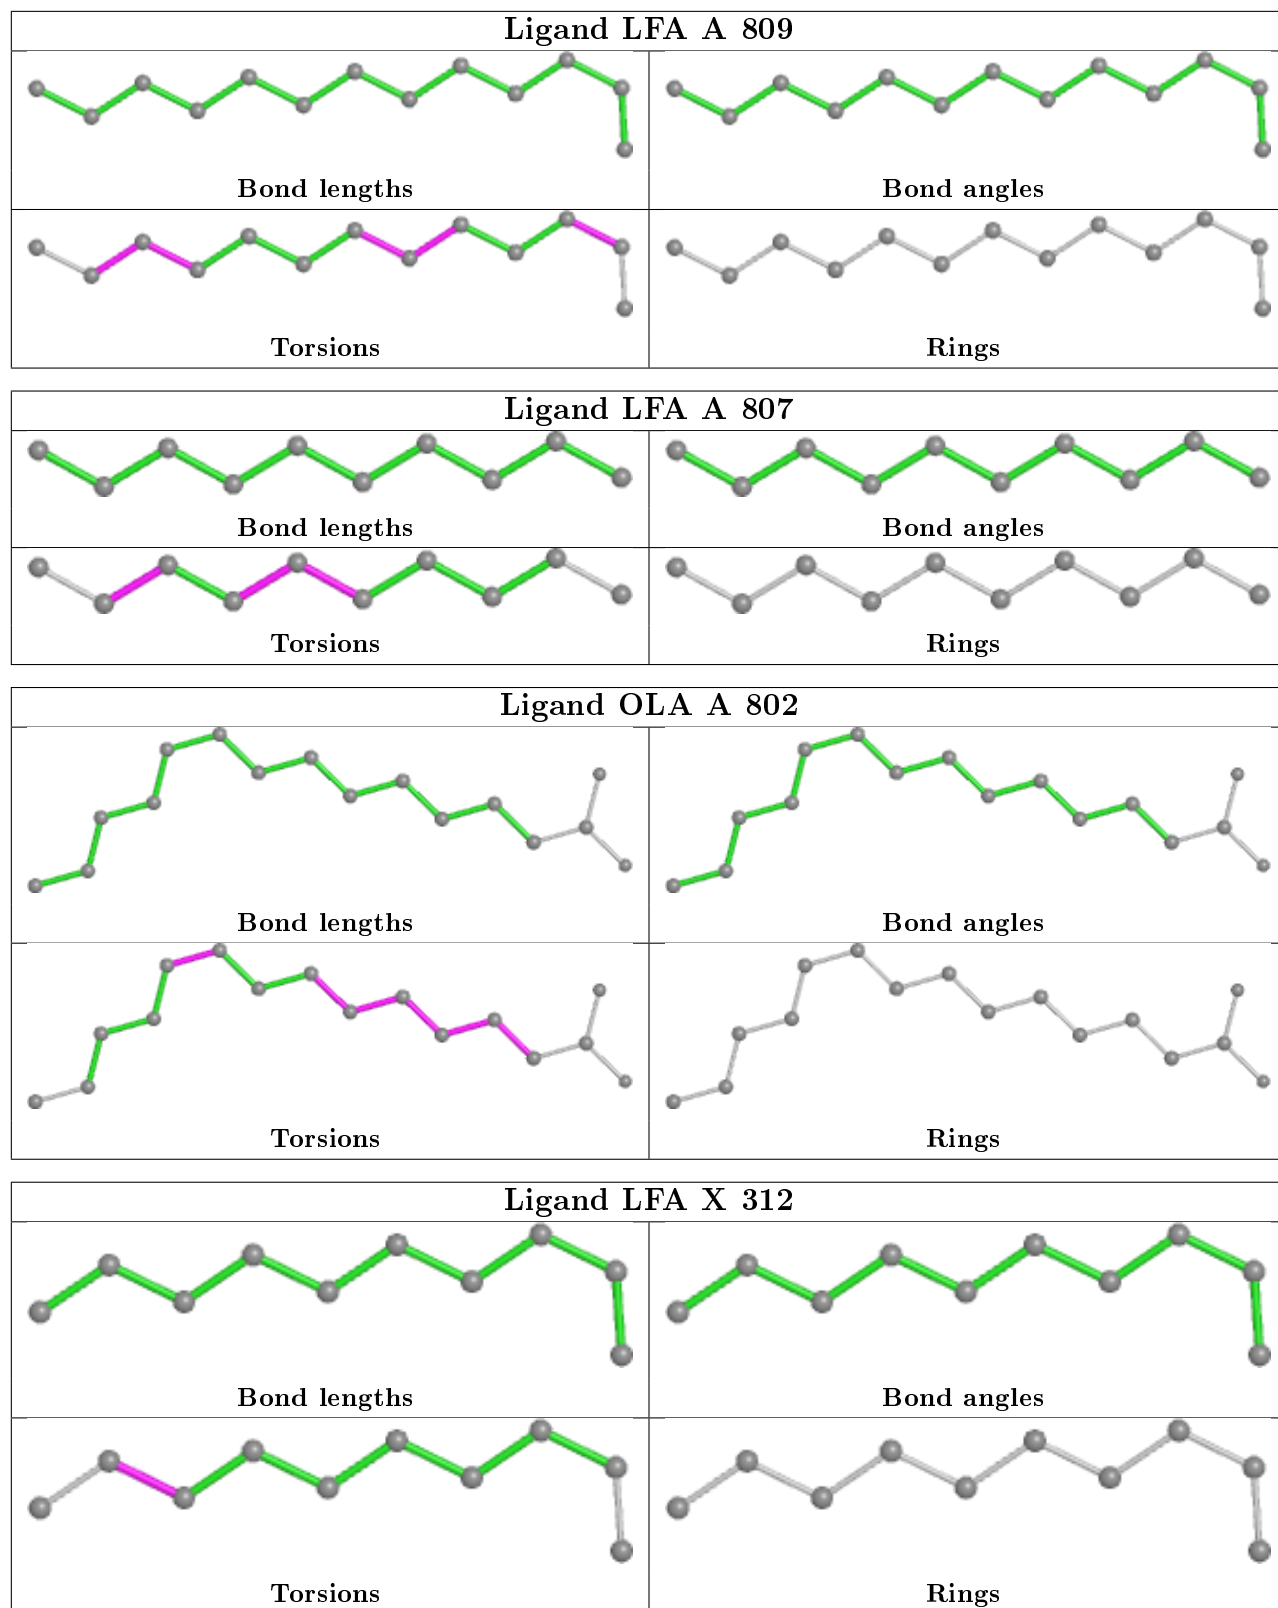 Ligand LFA A 809
Bond lengths Bond angles
Torsions Rings
Ligand LFA A 807
Bond lengths Bond angles
Torsions Rings
Ligand OLA A 802
Bond lengths Bond angles
Torsions Rings
Ligand LFA X 312
Bond lengths Bond angles
Torsions Rings